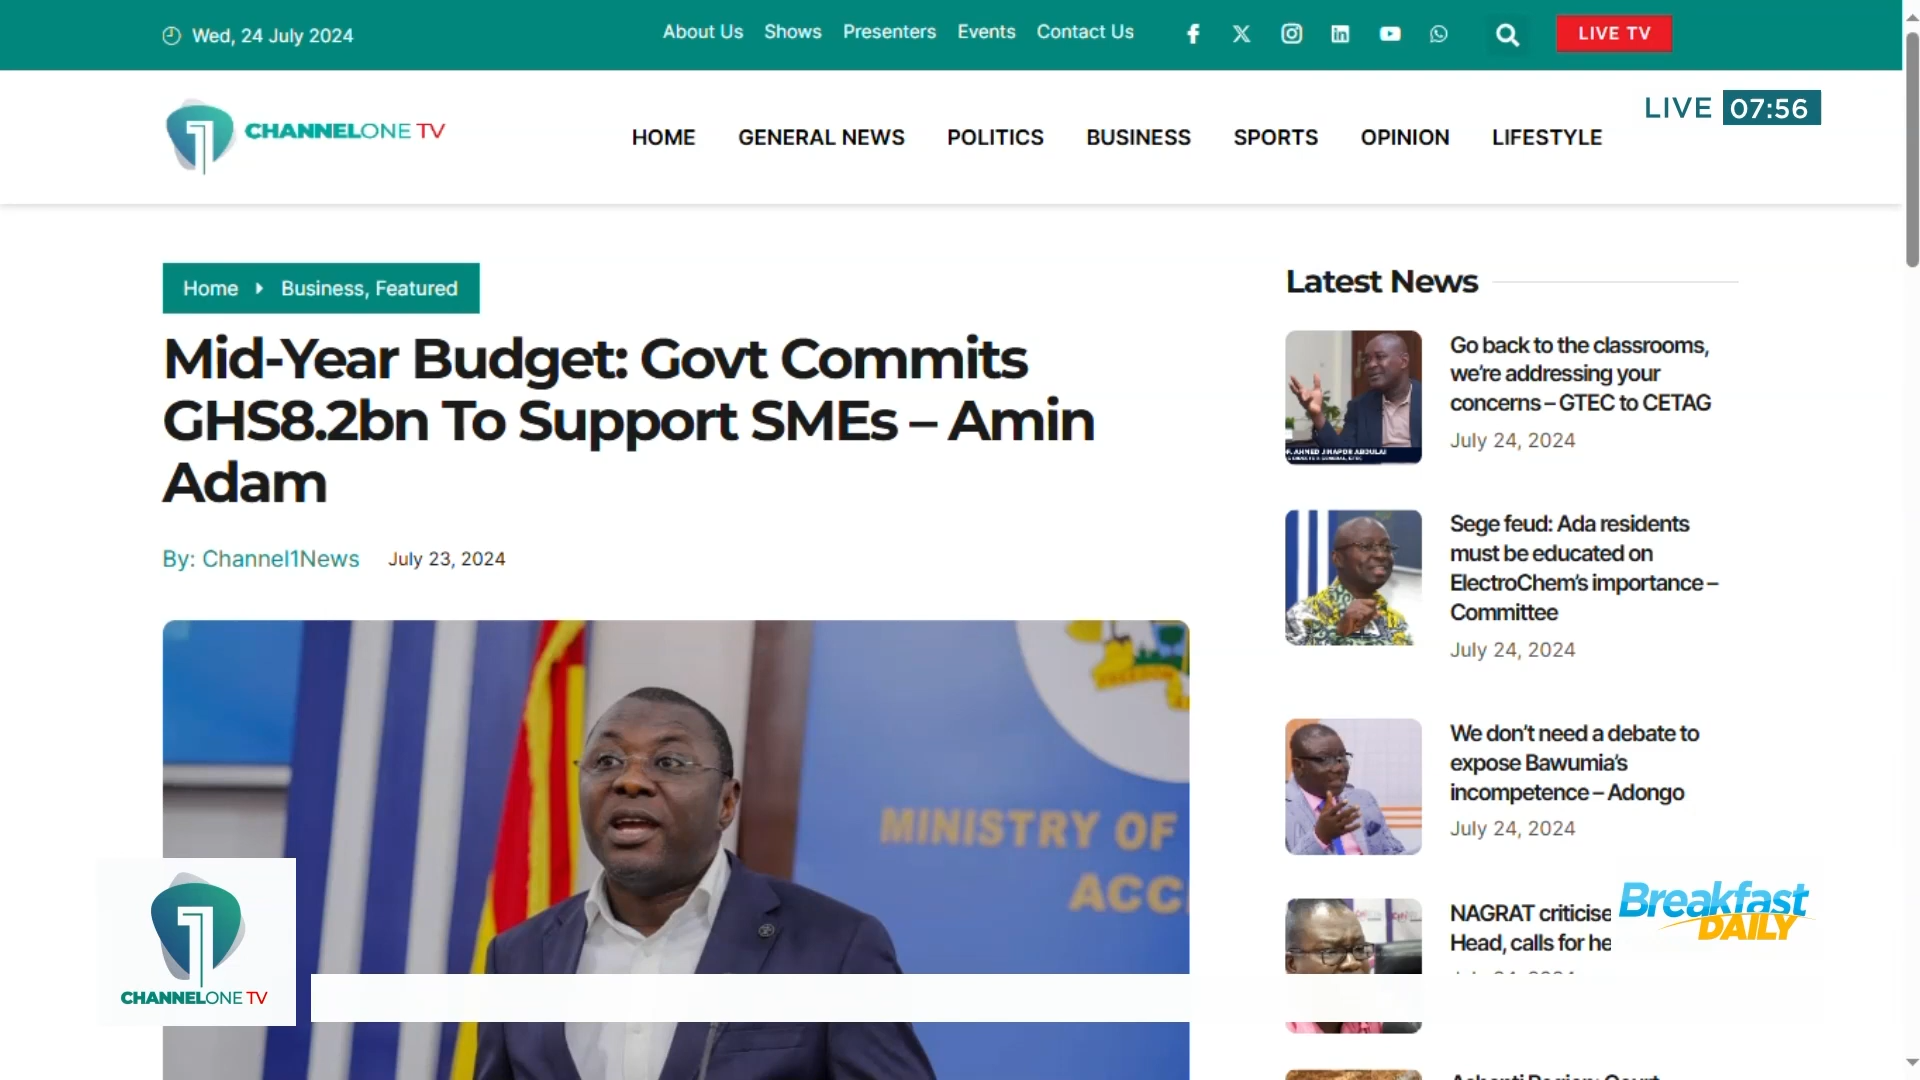 Wed, 24 July 2024
About Us Shows Presenters Events Contact Us
LIVE TV
CHANNELONE TV
HOME GENERAL NEWS POLITICS BUSINESS SPORTS OPINION LIFESTYLE
LIVE 07:56
Home Business, Featured
Mid-Year Budget: Govt Commits
GHS8.2bn To Support SMEs – Amin
Adam
By: Channel1News July 23, 2024
MINISTRY OF
ACC
Latest News
Go back to the classrooms,
we're addressing your
concerns – GTEC to CETAG
July 24, 2024
AHMED JINAPOR ABDULAI
Sege feud: Ada residents
must be educated on
ElectroChem's importance –
Committee
July 24, 2024
We don't need a debate to
expose Bawumia's
incompetence – Adongo
July 24, 2024
NAGRAT criticise
Head, calls for he
Breakfast
DAILY
CHANNELONE TV